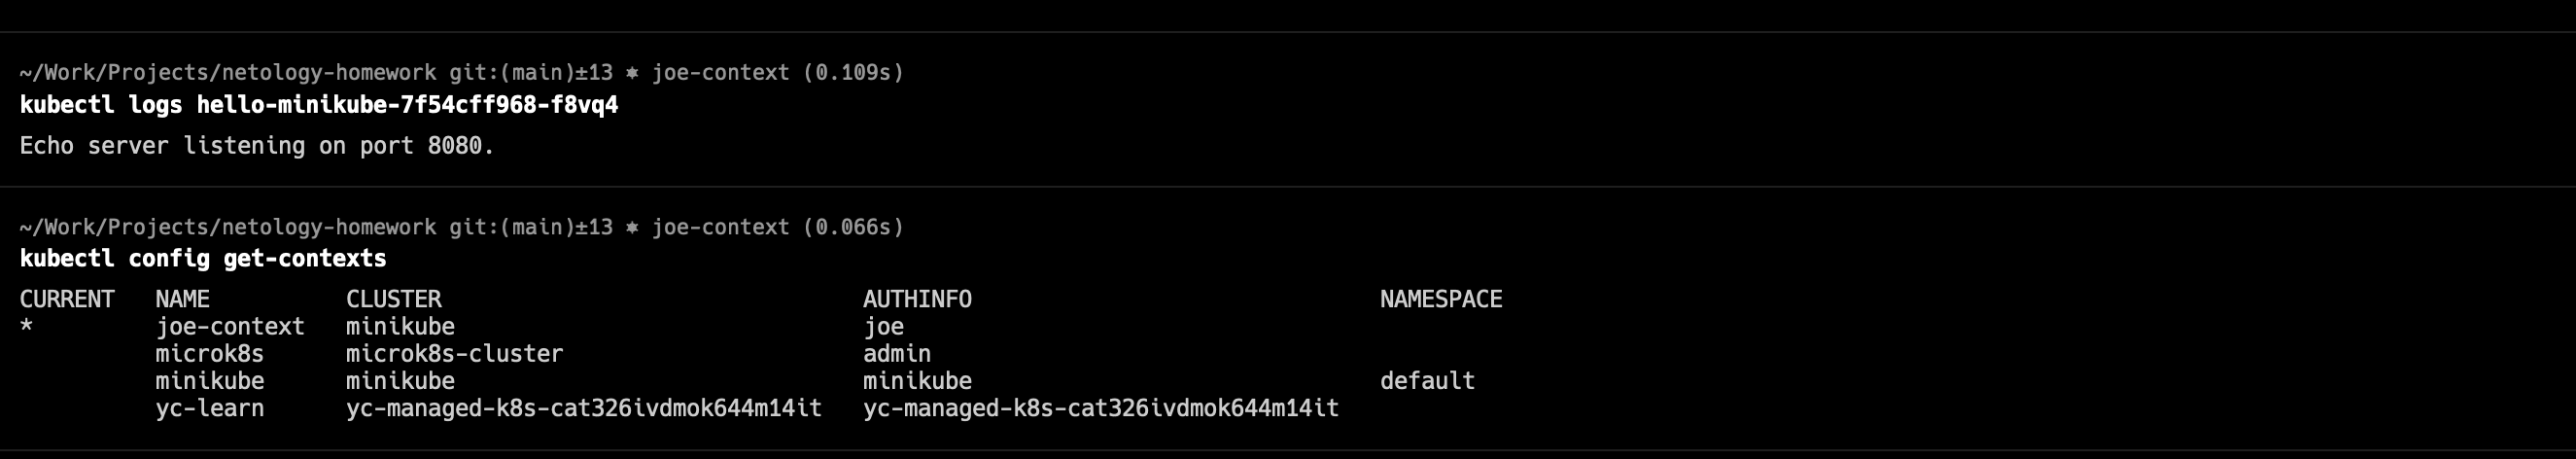 ~/Work/Projects/netology-homework git:(main)±13 ✶ joe-context (0.109s)
kubectl logs hello-minikube-7f54cff968-f8vq4
Echo server listening on port 8080.
~/Work/Projects/netology-homework git:(main)±13 ✶ joe-context (0.066s)
kubectl config get-contexts
CURRENT   NAME          CLUSTER                               AUTHINFO                              NAMESPACE
*         joe-context   minikube                              joe
          microk8s      microk8s-cluster                      admin
          minikube      minikube                              minikube                              default
          yc-learn      yc-managed-k8s-cat326ivdmok644m14it   yc-managed-k8s-cat326ivdmok644m14it